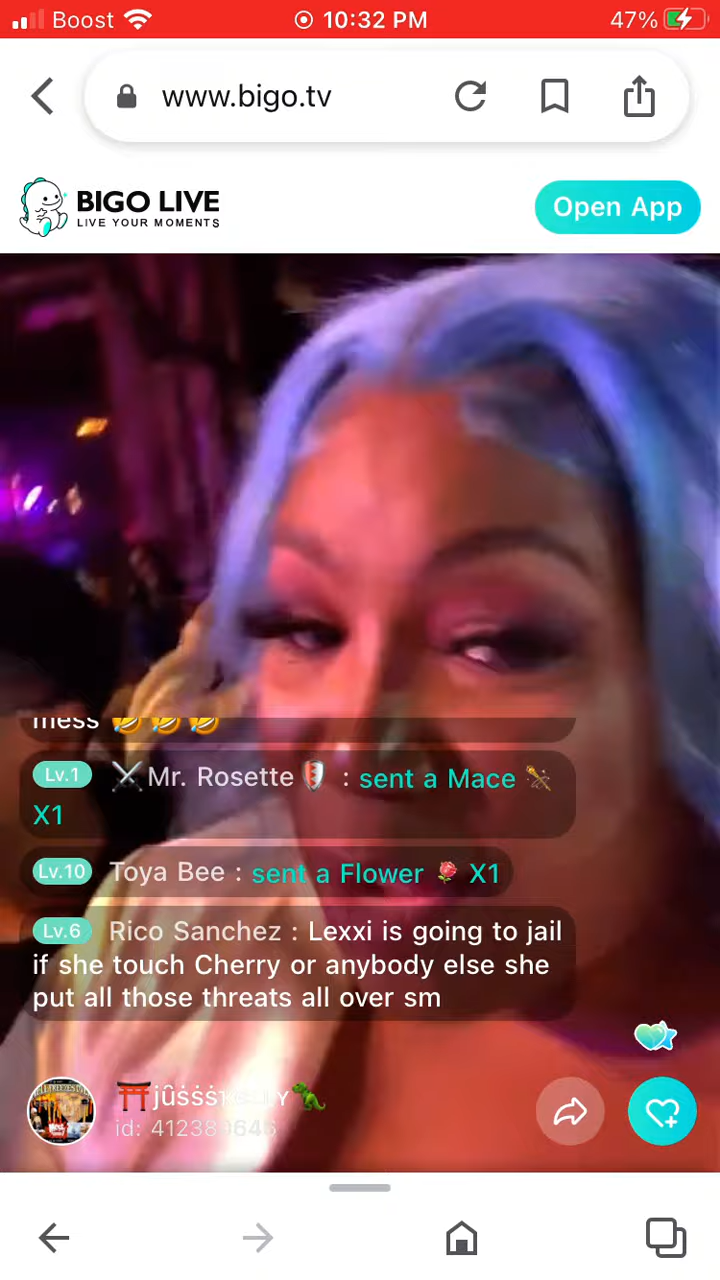 Boost 10:32 PM 47%
www.bigo.tv
BIGO LIVE
LIVE YOUR MOMENTS
Open App
mess 🤣🤣🤣
Lv.1 ⚔Mr. Rosette🛡 : sent a Mace
X1
Lv.10 Toya Bee : sent a Flower 🌹 X1
Lv.6 Rico Sanchez : Lexxi is going to jail
if she touch Cherry or anybody else she
put all those threats all over sm
id: 412389646